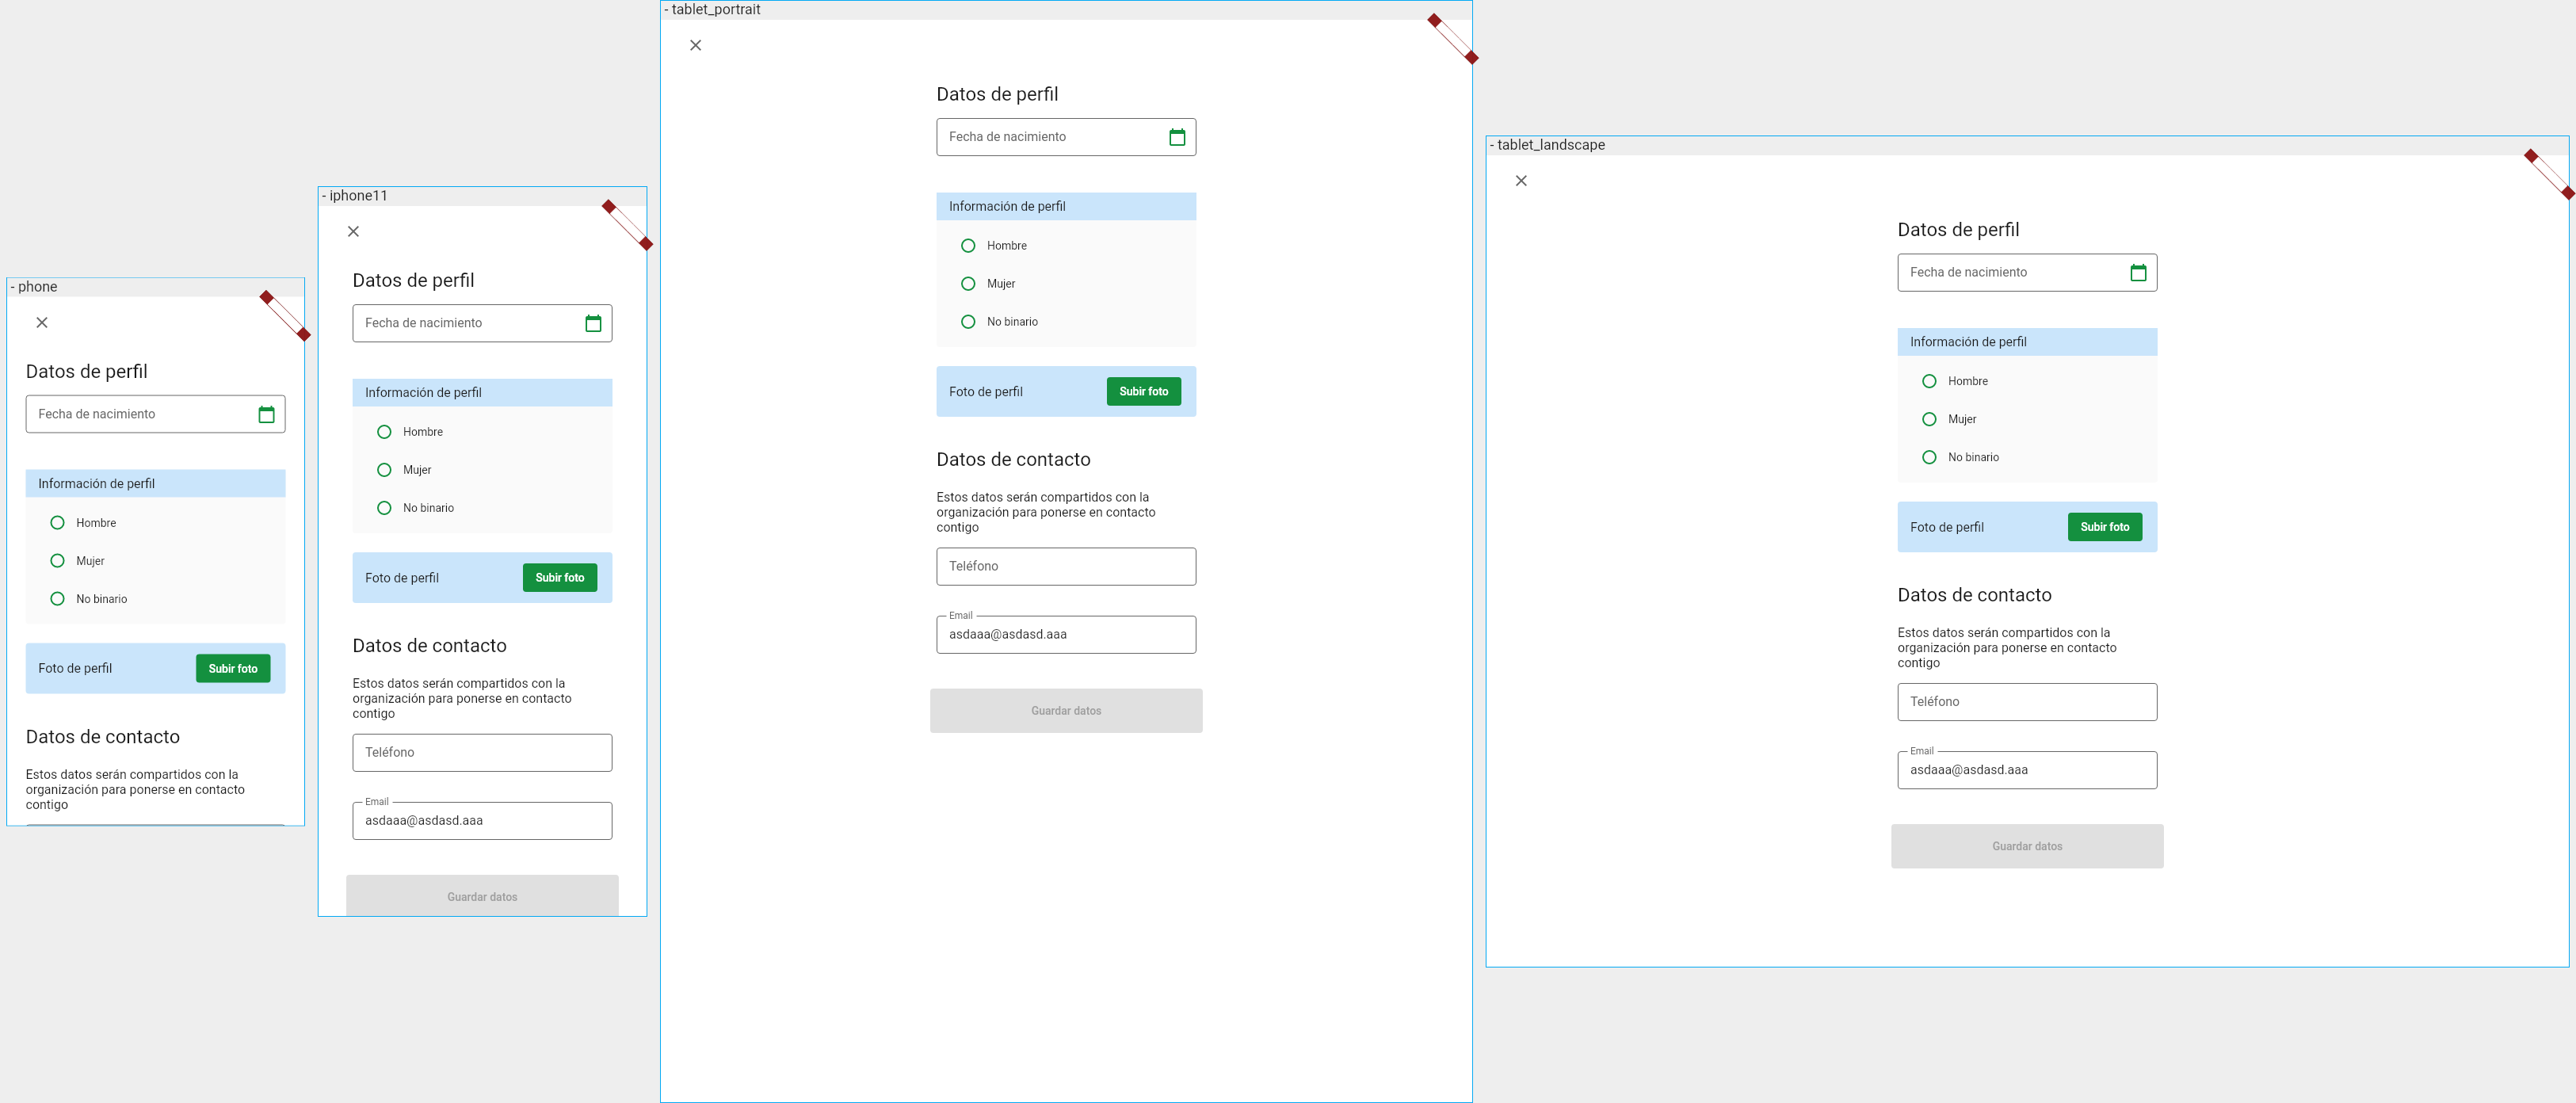 - phone
Datos de perfil
Fecha de nacimiento
Información de perfil
Hombre
Mujer
No binario
Foto de perfil
Subir foto
Datos de contacto
Estos datos serán compartidos con la
organización para ponerse en contacto
contigo
- iphone11
Datos de perfil
Fecha de nacimiento
Información de perfil
Hombre
Mujer
No binario
Foto de perfil
Subir foto
Datos de contacto
Estos datos serán compartidos con la
organización para ponerse en contacto
contigo
Teléfono
Email
asdaaa@asdasd.aaa
Guardar datos
- tablet_portrait
Datos de perfil
Fecha de nacimiento
Información de perfil
Hombre
Mujer
No binario
Foto de perfil
Subir foto
Datos de contacto
Estos datos serán compartidos con la
organización para ponerse en contacto
contigo
Teléfono
Email
asdaaa@asdasd.aaa
Guardar datos
- tablet_landscape
Datos de perfil
Fecha de nacimiento
Información de perfil
Hombre
Mujer
No binario
Foto de perfil
Subir foto
Datos de contacto
Estos datos serán compartidos con la
organización para ponerse en contacto
contigo
Teléfono
Email
asdaaa@asdasd.aaa
Guardar datos